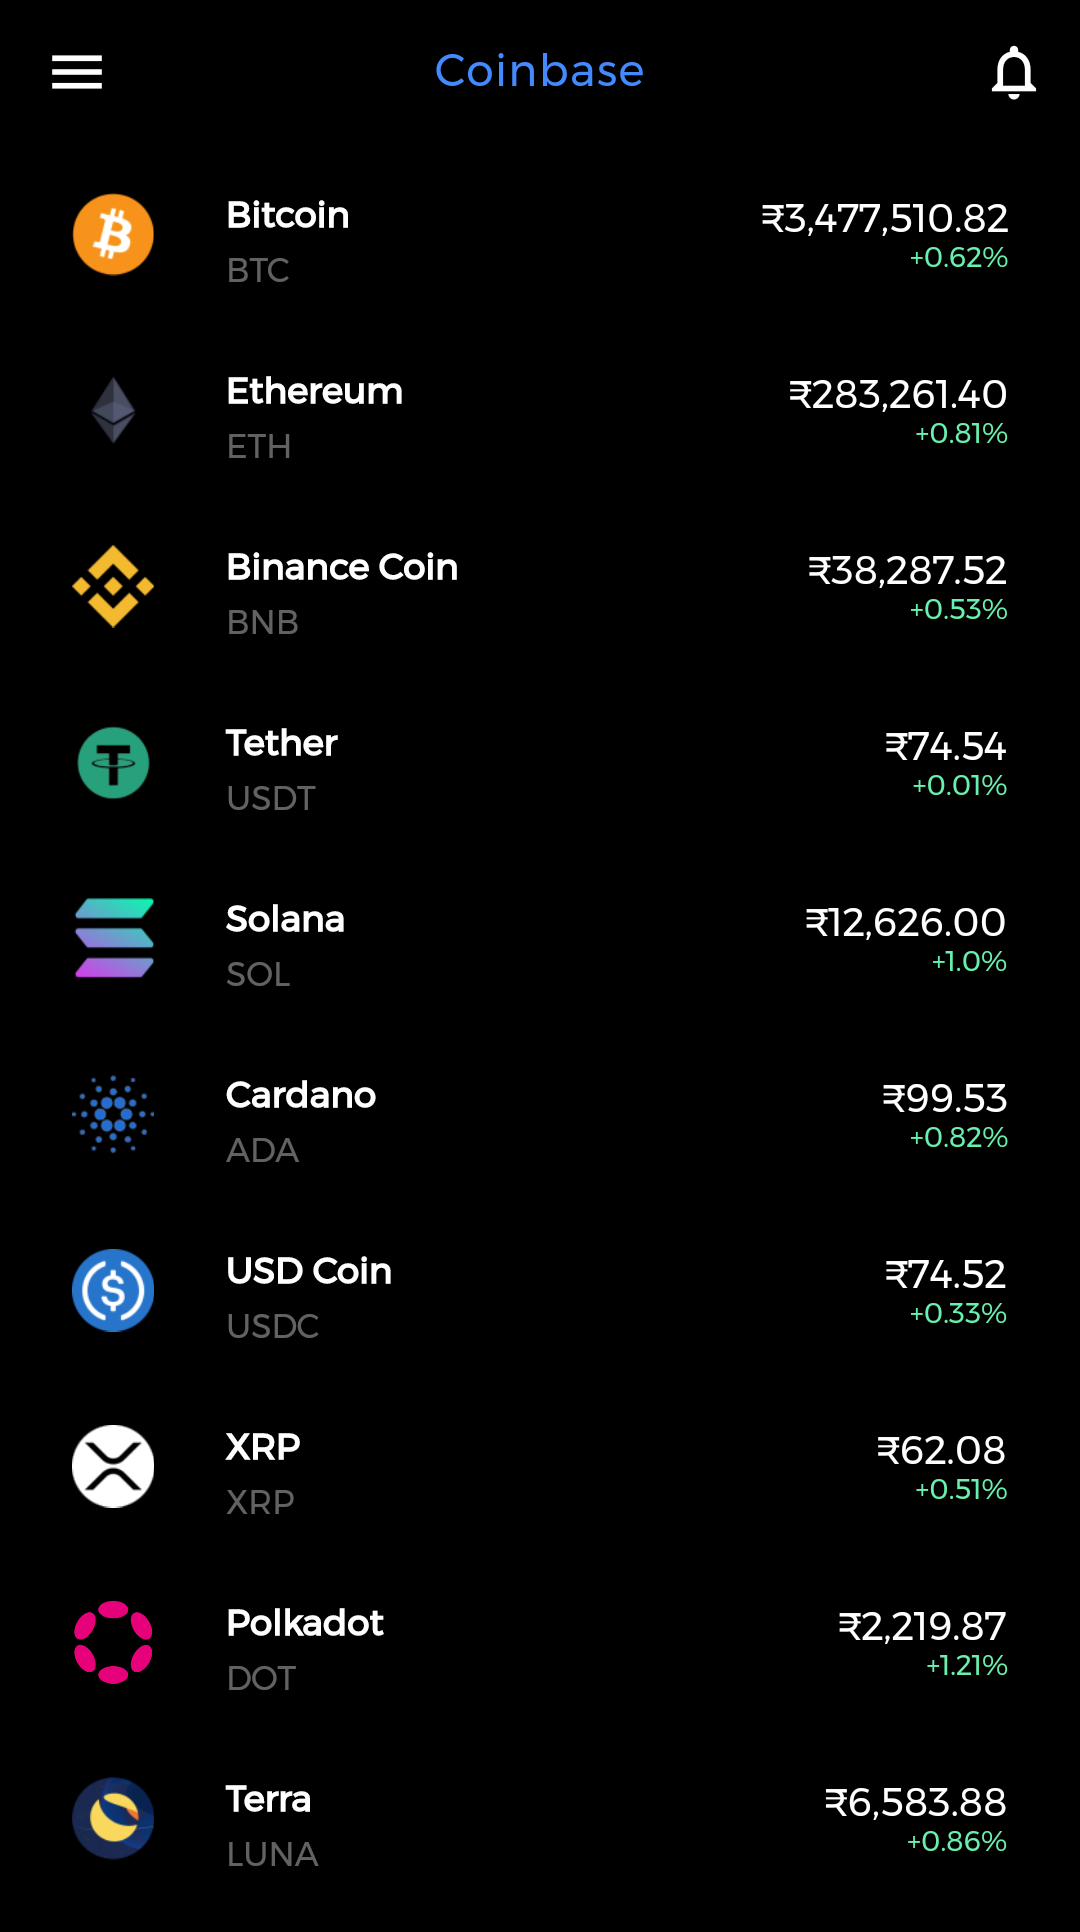 Coinbase
Bitcoin
₹3,477,510.82
BTC
+0.62%
Ethereum
₹283,261.40
ETH
+0.81%
Binance Coin
₹38,287.52
BNB
+0.53%
Tether
₹74.54
USDT
+0.01%
Solana
₹12,626.00
SOL
+1.0%
Cardano
₹99.53
ADA
+0.82%
USD Coin
₹74.52
USDC
+0.33%
XRP
₹62.08
XRP
+0.51%
Polkadot
₹2,219.87
DOT
+1.21%
Terra
₹6,583.88
LUNA
+0.86%